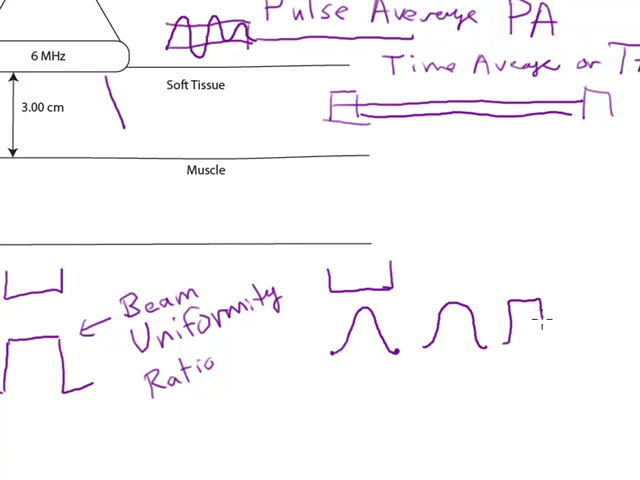 Pulse Average PA
6 MHz
Time Average or
Soft Tissue
3.00 cm
Muscle
Beam
Uniformity
Ratio